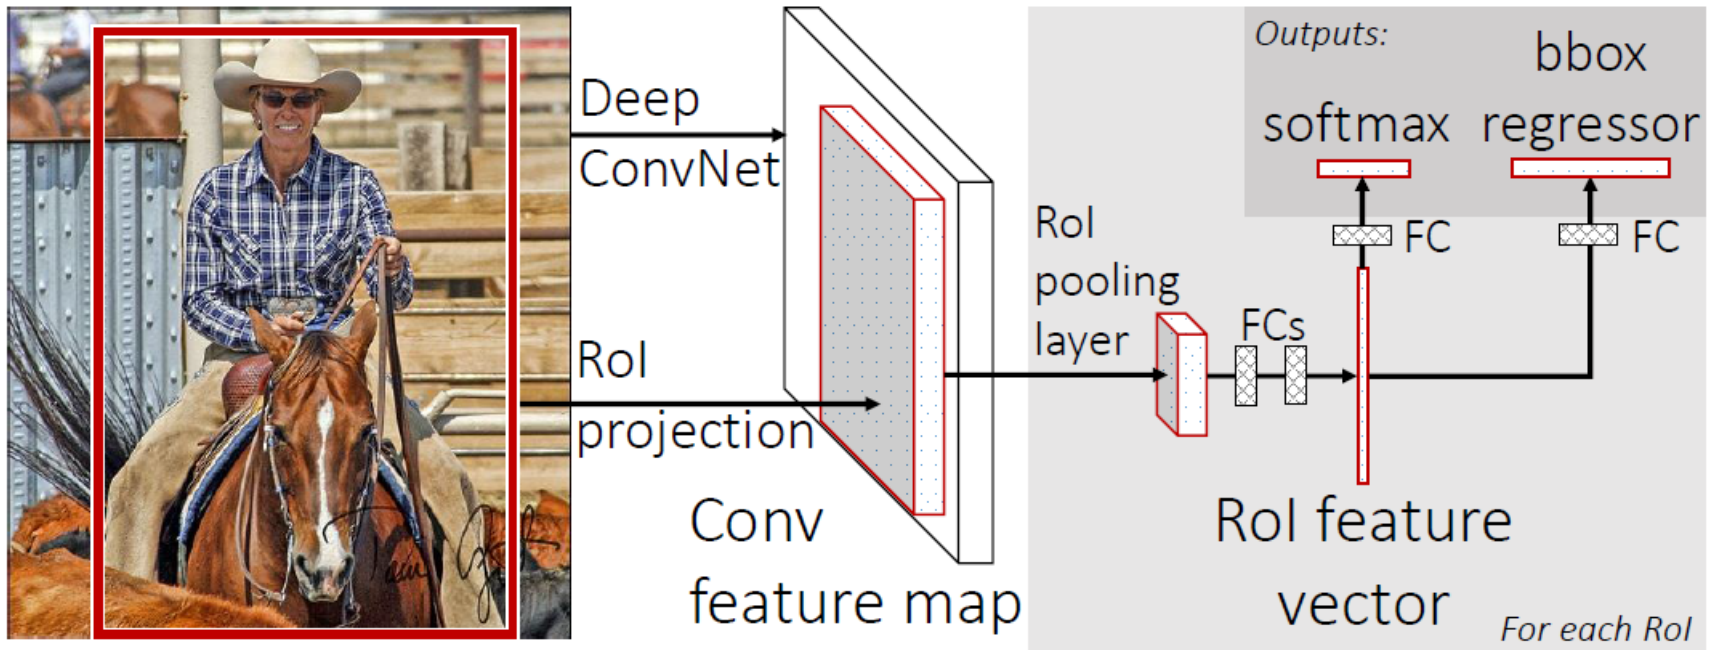 Deep
ConvNet
RoI
projection
Conv
feature map
RoI
pooling
layer
FCs
Outputs:
softmax
bbox
regressor
FC
FC
RoI feature
vector
For each RoI